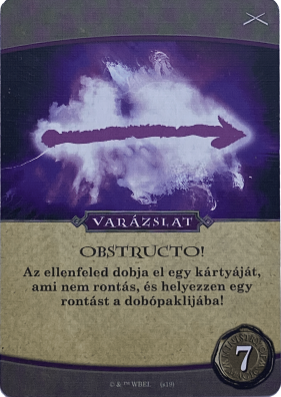 VARÁZSLAT
OBSTRUCTO!
Az ellenfeled dobja el egy kártyáját,
ami nem rontás, és helyezzen egy
rontást a dobópaklijába!
7
© & ™ WBEI. (s19)